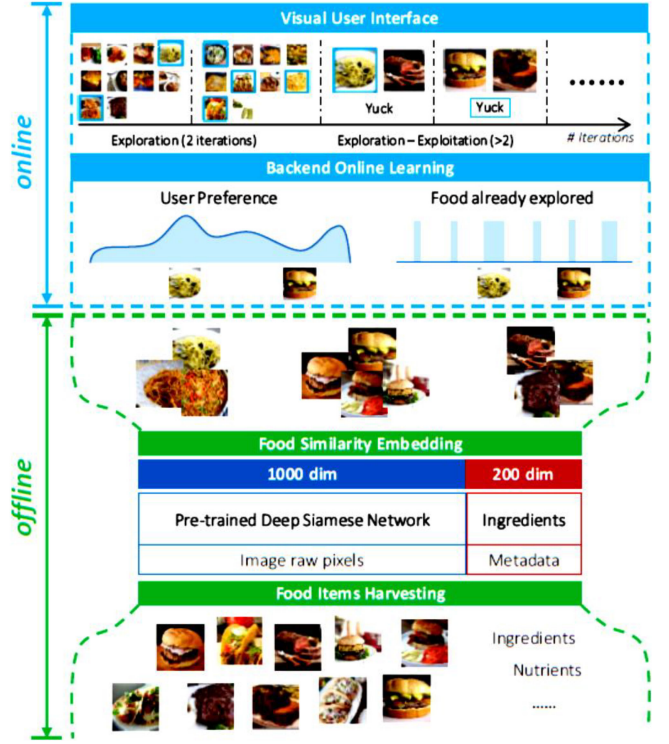 Visual User Interface
Yuck
Yuck
......
Exploration (2 iterations)
Exploration – Exploitation (>2)
# Iterations
online
Backend Online Learning
User Preference
Food already explored
offline
Food Similarity Embedding
1000 dim
200 dim
Pre-trained Deep Siamese Network
Ingredients
Image raw pixels
Metadata
Food Items Harvesting
Ingredients
Nutrients
......